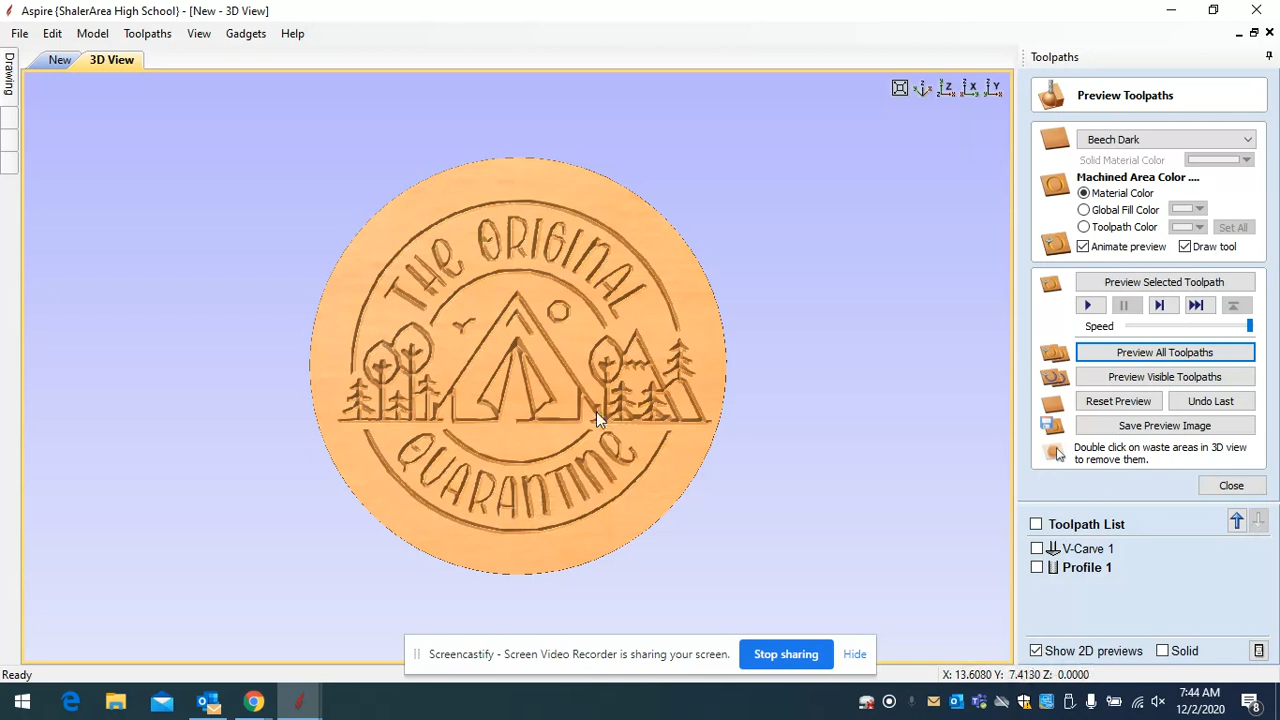 Aspire {ShalerArea High School} - [New - 3D View]
File Edit Model Toolpaths View Gadgets Help
Drawing
New 3D View
Toolpaths
Preview Toolpaths
Beech Dark
Solid Material Color
Machined Area Color ....
Material Color
Global Fill Color
Toolpath Color Set All
Animate preview Draw tool
Preview Selected Toolpath
Speed
Preview All Toolpaths
Preview Visible Toolpaths
Reset Preview Undo Last
Save Preview Image
Double click on waste areas in 3D view
to remove them.
Close
Toolpath List
V-Carve 1
Profile 1
Show 2D previews Solid
Z X Y
THE ORIGINAL
QUARANTINE
Screencastify - Screen Video Recorder is sharing your screen. Stop sharing Hide
Ready X: 13.6080 Y: 7.4130 Z: 0.0000
7:44 AM
12/2/2020
8